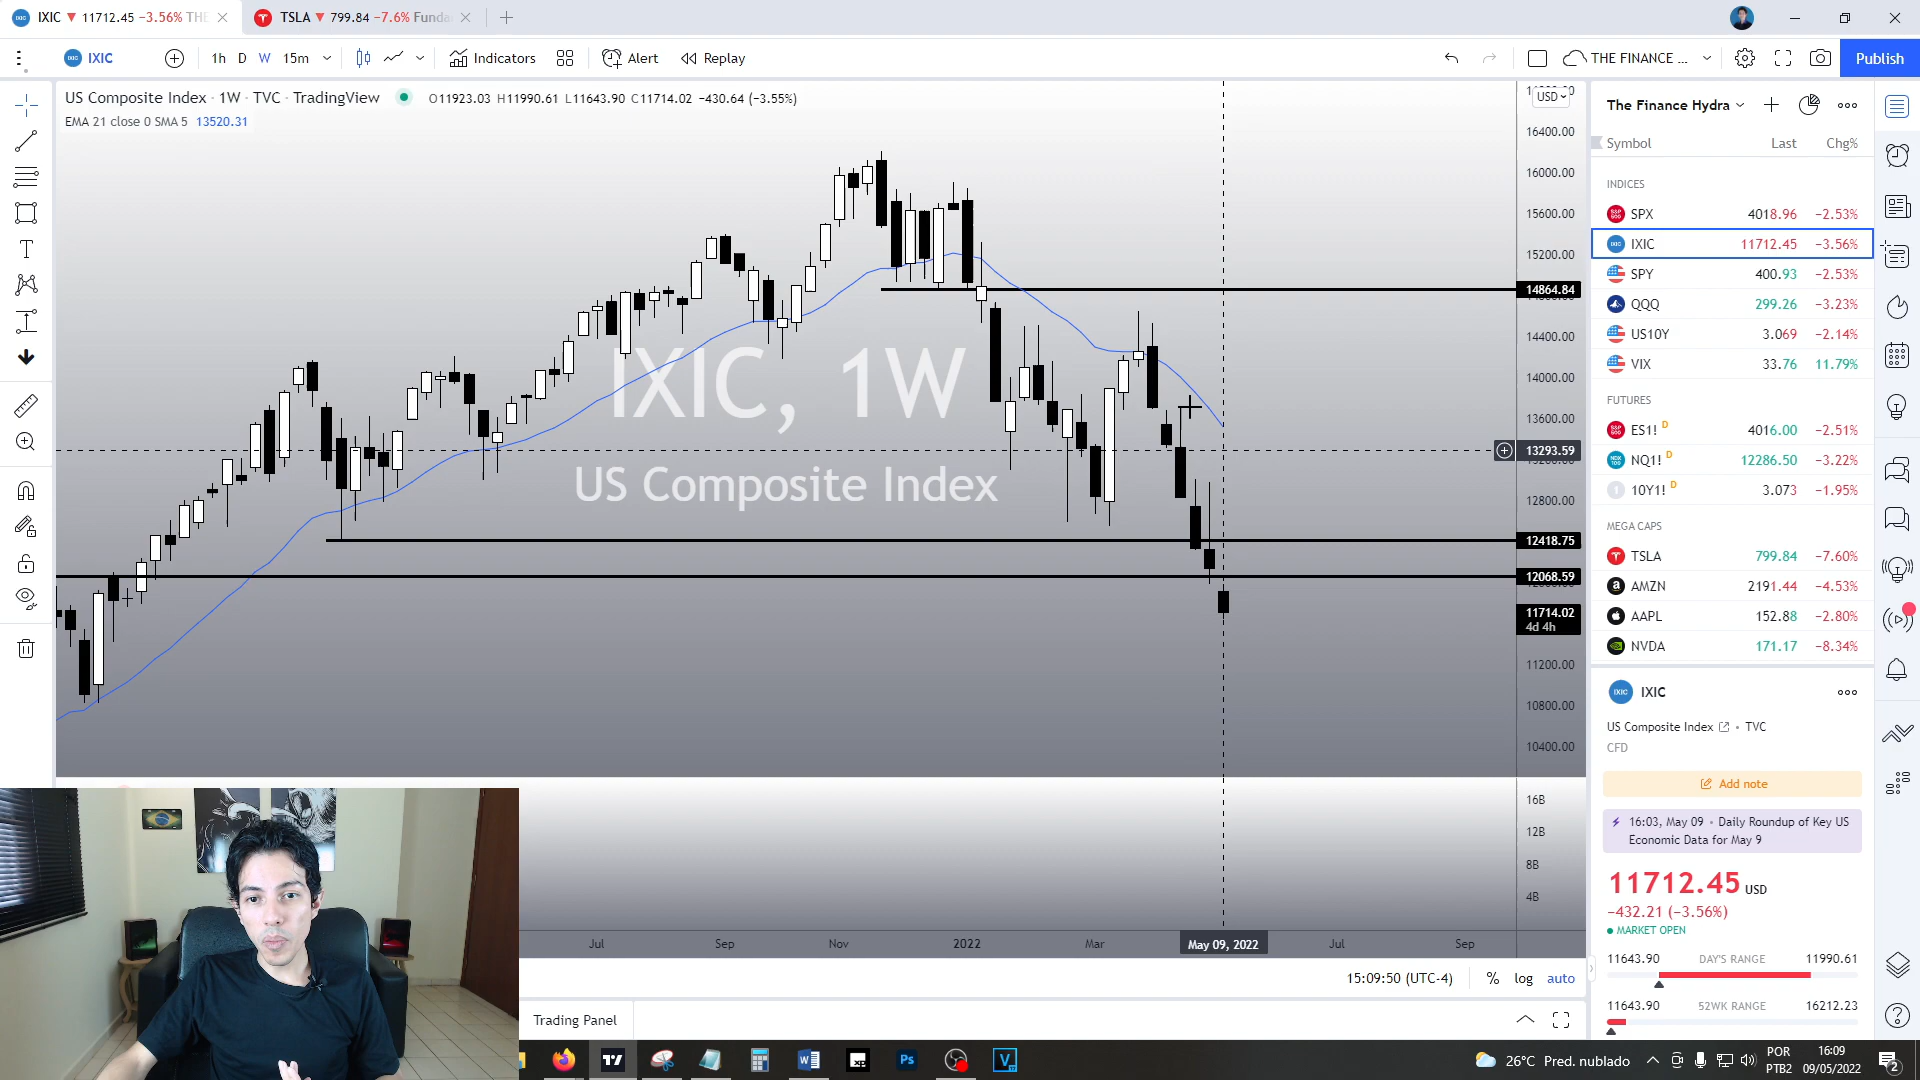 IXIC ▼ 11712.45 −3.56% THE
TSLA ▼ 799.84 −7.6% Funda
IXIC
1h D W 15m
Indicators
Alert
Replay
THE FINANCE ...
Publish
US Composite Index · 1W · TVC · TradingView
O11923.03 H11990.61 L11643.90 C11714.02 −430.64 (−3.55%)
EMA 21 close 0 SMA 5 13520.31
IXIC, 1W
US Composite Index
USD
16400.00
16000.00
15600.00
15200.00
14864.84
14400.00
14000.00
13600.00
13293.59
12800.00
12418.75
12068.59
11714.02
4d 4h
11200.00
10800.00
10400.00
16B
12B
8B
4B
Jul
Sep
Nov
2022
Mar
May 09, 2022
Jul
Sep
15:09:50 (UTC-4)
% log auto
Trading Panel
The Finance Hydra
Symbol Last Chg%
INDICES
SPX 4018.96 −2.53%
IXIC 11712.45 −3.56%
SPY 400.93 −2.53%
QQQ 299.26 −3.23%
US10Y 3.069 −2.14%
VIX 33.76 11.79%
FUTURES
ES1! D 4016.00 −2.51%
NQ1! D 12286.50 −3.22%
10Y1! D 3.073 −1.95%
MEGA CAPS
TSLA 799.84 −7.60%
AMZN 2191.44 −4.53%
AAPL 152.88 −2.80%
NVDA 171.17 −8.34%
IXIC
US Composite Index • TVC
CFD
Add note
16:03, May 09 • Daily Roundup of Key US
Economic Data for May 9
11712.45 USD
−432.21 (−3.56%)
MARKET OPEN
11643.90 DAY'S RANGE 11990.61
11643.90 52WK RANGE 16212.23
26°C Pred. nublado
POR
PTB2
16:09
09/05/2022
2